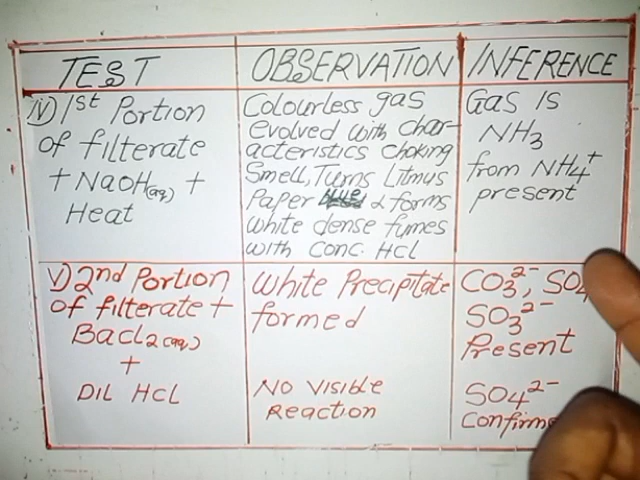 TEST
OBSERVATION
INFERENCE
IV) 1st Portion
of filterate
+ NaOH(aq) +
Heat
Colourless gas
evolved with char-
acteristics choking
Smell, Turns Litmus
Paper blue & forms
white dense fumes
with conc. HCl
Gas is
NH3
from NH4+
present
V) 2nd Portion
of filterate +
BaCl2(aq)
+
Dil HCl
White Precipitate
formed
No visible
Reaction
CO3²⁻, SO4
SO3²⁻
Present
SO4²⁻
Confirm